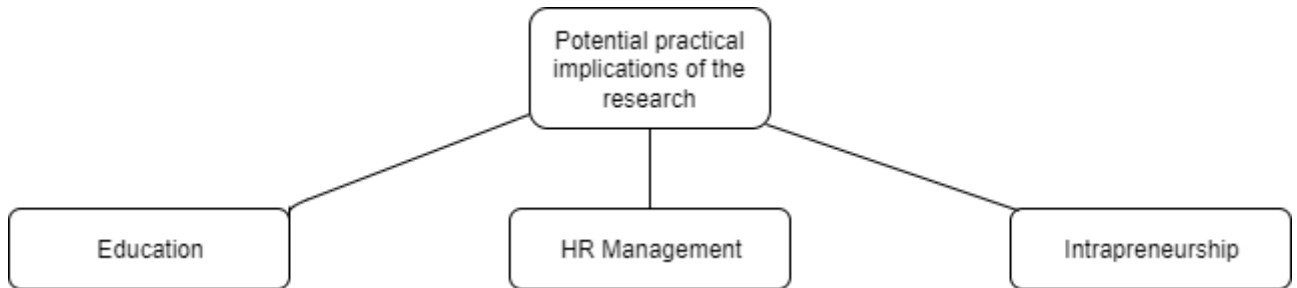 Potential practical
implications of the
research
Education
HR Management
Intrapreneurship